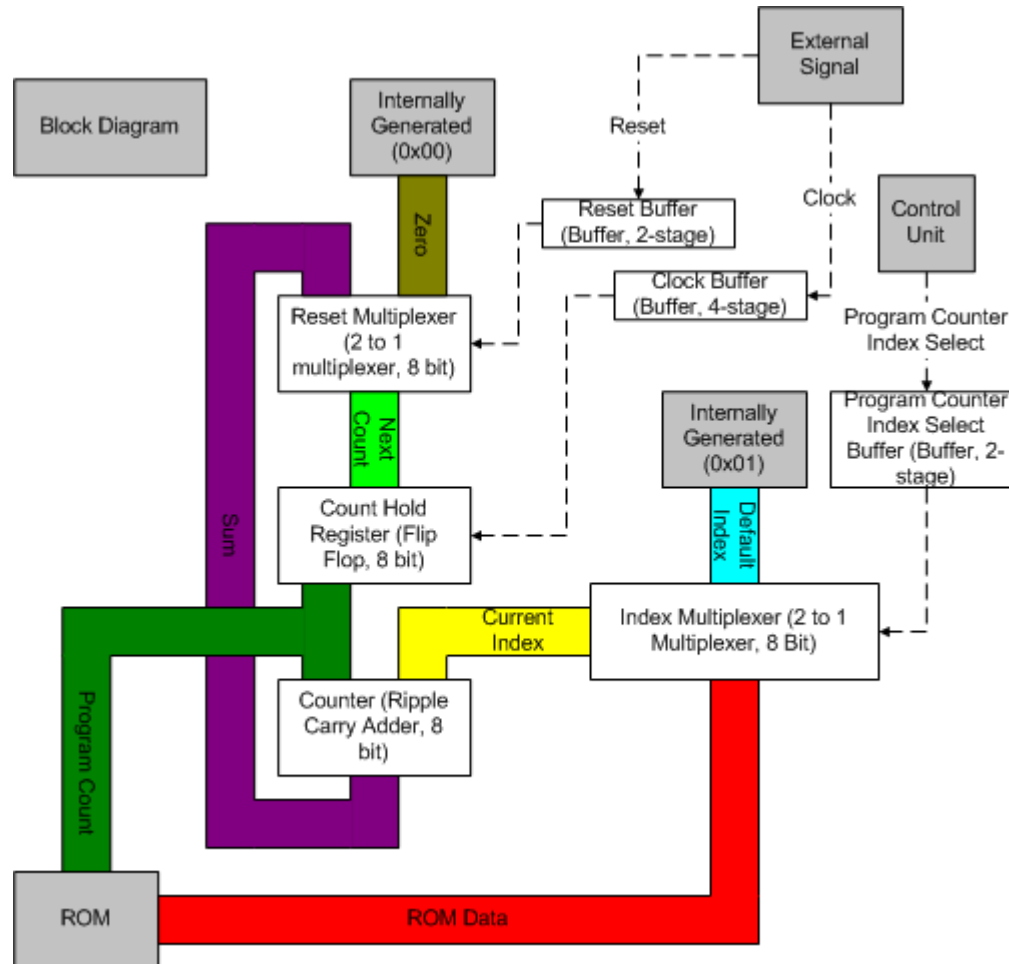 External
Signal
Block Diagram
Internally
Generated
(0x00)
Reset
Zero
Reset Buffer
(Buffer, 2-stage)
Clock
Control
Unit
Clock Buffer
(Buffer, 4-stage)
Reset Multiplexer
(2 to 1
multiplexer, 8 bit)
Program Counter
Index Select
Next
Count
Internally
Generated
(0x01)
Program Counter
Index Select
Buffer (Buffer, 2-
stage)
Sum
Count Hold
Register (Flip
Flop, 8 bit)
Default
Index
Current
Index
Index Multiplexer (2 to 1
Multiplexer, 8 Bit)
Program Count
Counter (Ripple
Carry Adder, 8
bit)
ROM
ROM Data